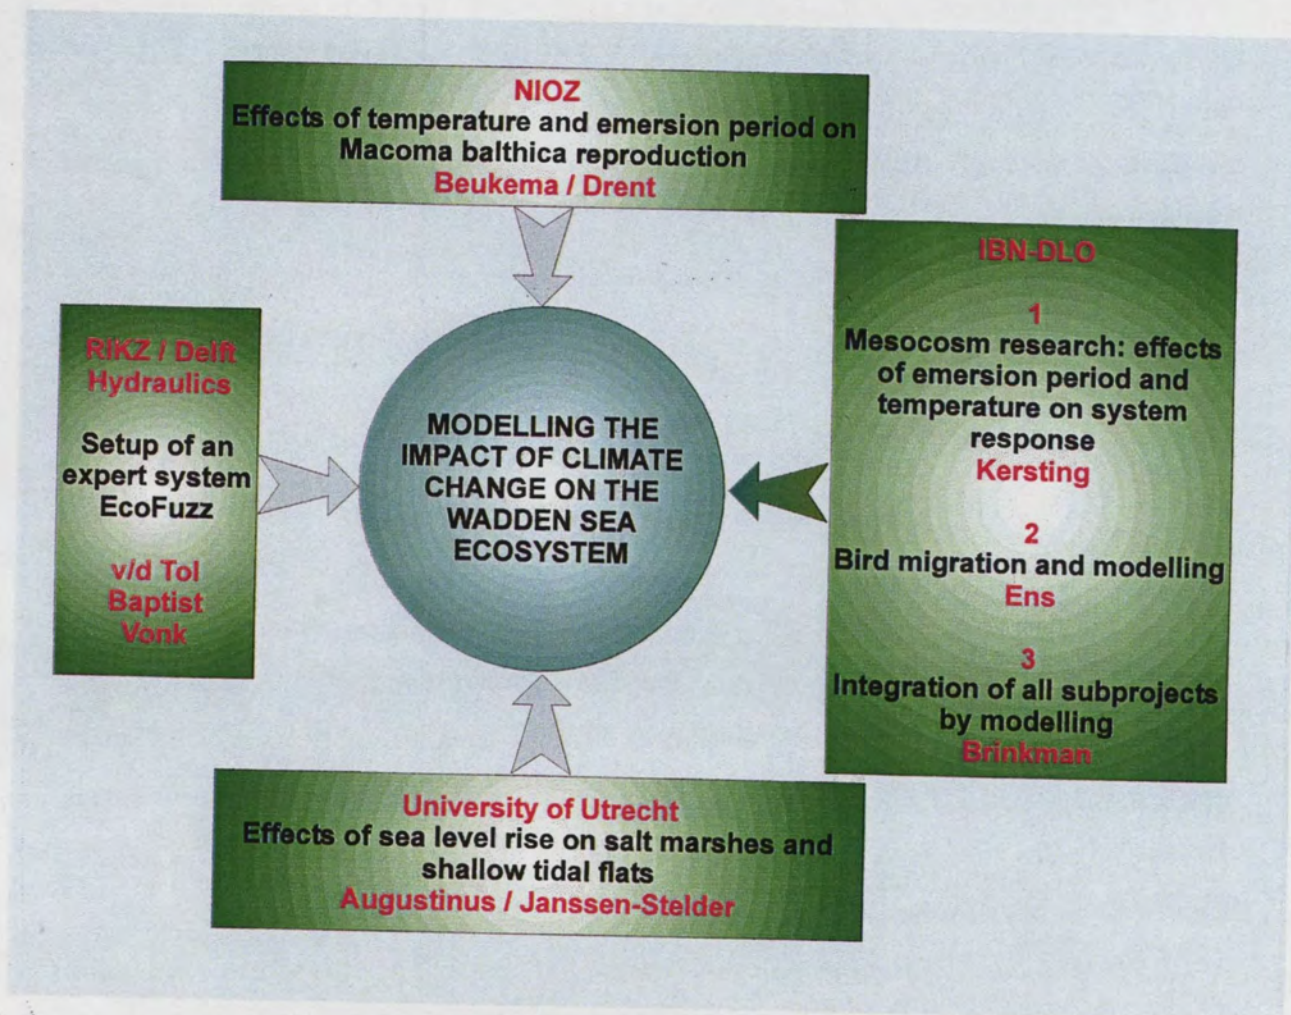 NIOZ
Effects of temperature and emersion period on
Macoma balthica reproduction
Beukema / Drent
RIKZ / Delft
Hydraulics
Setup of an
expert system
EcoFuzz
v/d Tol
Baptist
Vonk
MODELLING THE
IMPACT OF CLIMATE
CHANGE ON THE
WADDEN SEA
ECOSYSTEM
IBN-DLO
1
Mesocosm research: effects
of emersion period and
temperature on system
response
Kersting
2
Bird migration and modelling
Ens
3
Integration of all subprojects
by modelling
Brinkman
University of Utrecht
Effects of sea level rise on salt marshes and
shallow tidal flats
Augustinus / Janssen-Stelder